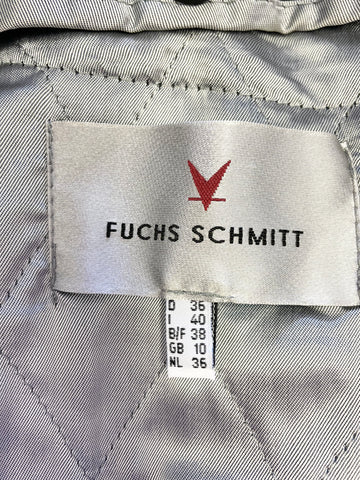 FUCHS SCHMITT
D 36
I 40
B/F 38
GB 10
NL 36